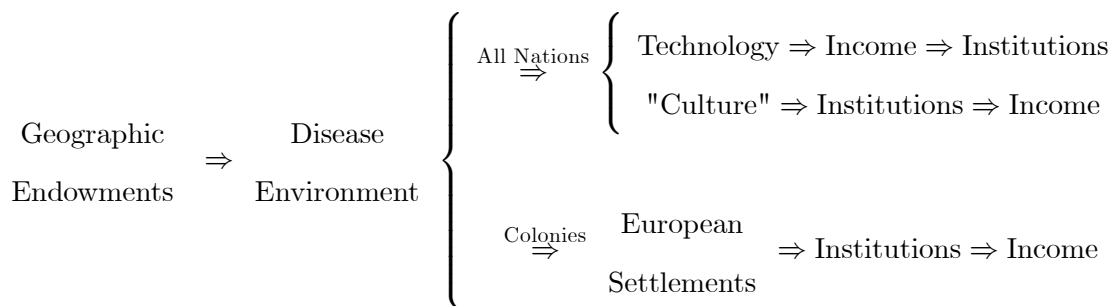 Geographic Endowments ⇒ Disease Environment
All Nations ⇒
Technology ⇒ Income ⇒ Institutions
"Culture" ⇒ Institutions ⇒ Income
Colonies ⇒
European Settlements ⇒ Institutions ⇒ Income